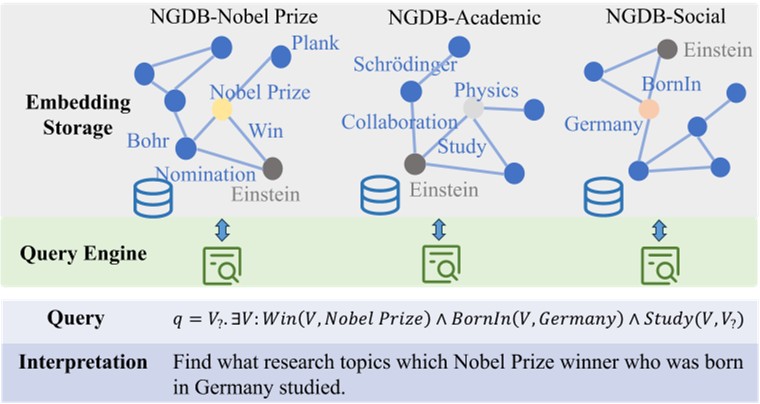 NGDB-Nobel Prize
NGDB-Academic
NGDB-Social
Embedding
Storage
Plank
Nobel Prize
Win
Bohr
Nomination
Einstein
Schrödinger
Physics
Collaboration
Study
Einstein
Einstein
BornIn
Germany
Query Engine
Query
q = V?. ∃V: Win(V, Nobel Prize) ∧ BornIn(V, Germany) ∧ Study(V, V?)
Interpretation
Find what research topics which Nobel Prize winner who was born
in Germany studied.